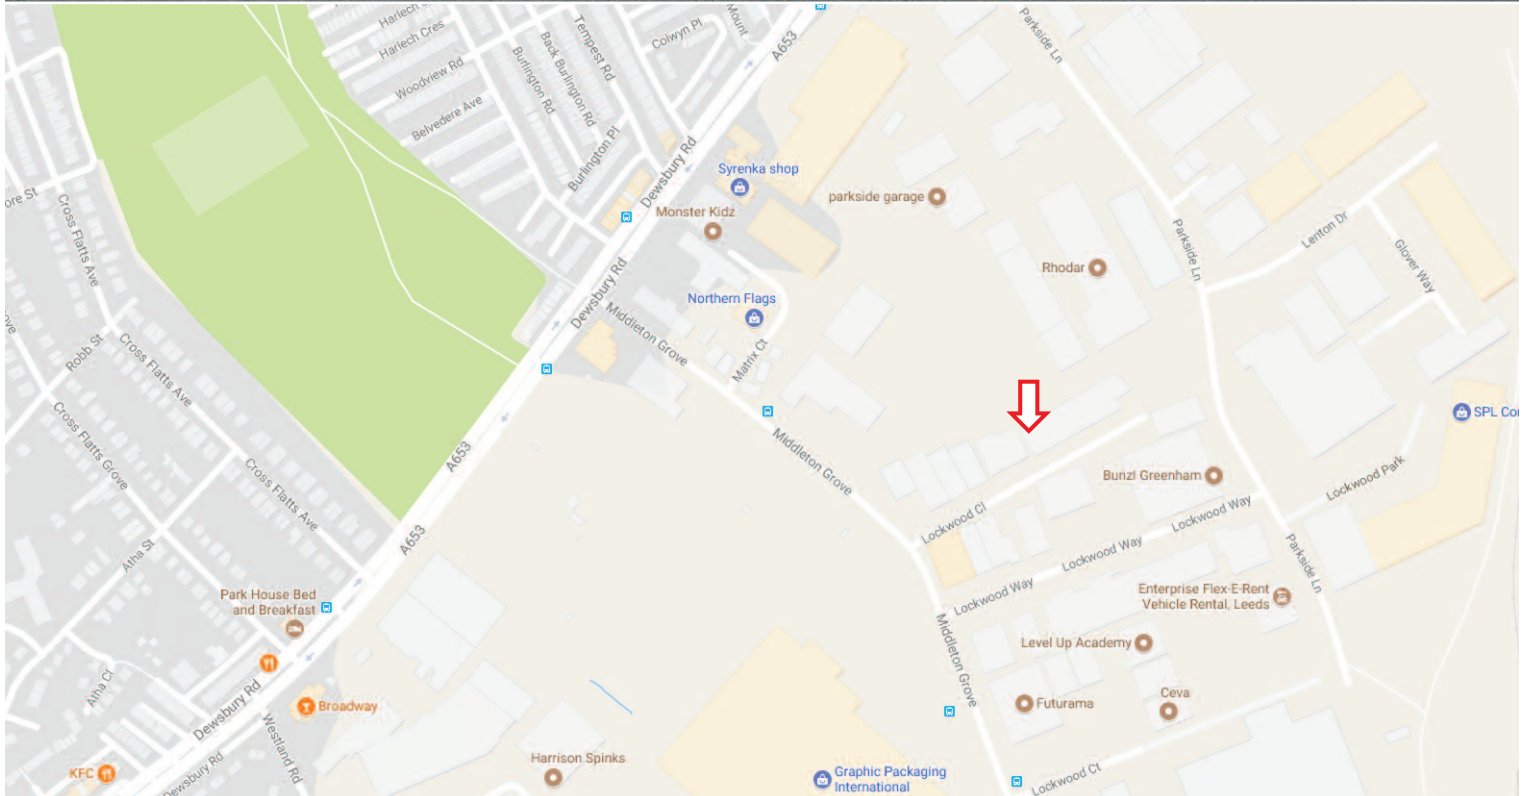 Harlech Cres
Harlech Cres
Woodview Rd
Belvedere Ave
Burlington Rd
Back Burlington Rd
Tempest Rd
Colwyn Pl
Mount
A653
Parkside Ln
Burlington Pl
Dewsbury Rd
Syrenka shop
Monster Kidz
parkside garage
ore St
Cross Flatts Ave
Parkside Ln
Lenton Dr
Glover Way
Rhodar
Dewsbury Rd
Northern Flags
Middleton Grove
Matrix Ct
Robb St
Cross Flatts Ave
Cross Flatts Grove
SPL Co
A653
Middleton Grove
Cross Flatts Ave
Bunzl Greenham
Lockwood Park
Lockwood Cl
Lockwood Way
Lockwood Way
Lockwood Way
A653
Atha St
Parkside Ln
Park House Bed
and Breakfast
Enterprise Flex-E-Rent
Vehicle Rental, Leeds
Level Up Academy
Middleton Grove
Atha Cl
Dewsbury Rd
Broadway
Futurama
Ceva
Westland Rd
Harrison Spinks
KFC
Dewsbury Rd
Graphic Packaging
International
Lockwood Ct